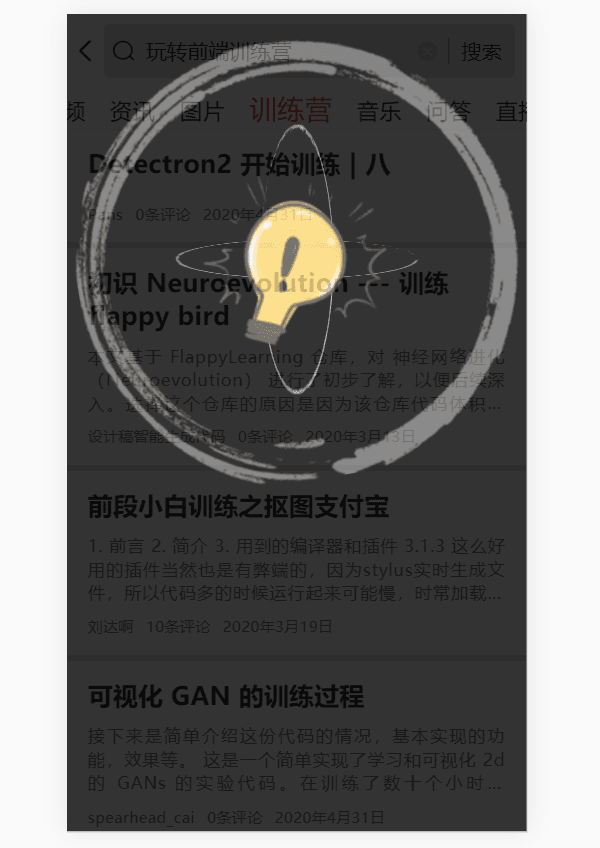 玩转前端训练营
搜索
频 资讯 图片 训练营 音乐 问答 直播
Detectron2 开始训练 | 八
Fans 0条评论 2020年4月31日
初识 Neuroevolution --- 训练
flappy bird
本文基于 FlappyLearning 仓库，对 神经网络进化
（Neuroevolution） 进行了初步了解，以便后续深
入。选择这个仓库的原因是因为该仓库代码体积...
设计稿智能生成代码 0条评论 2020年3月13日
前段小白训练之抠图支付宝
1. 前言 2. 简介 3. 用到的编译器和插件 3.1.3 这么好
用的插件当然也是有弊端的，因为stylus实时生成文
件，所以代码多的时候运行起来可能慢，时常加载...
刘达啊 10条评论 2020年3月19日
可视化 GAN 的训练过程
接下来是简单介绍这份代码的情况，基本实现的功
能，效果等。 这是一个简单实现了学习和可视化 2d
的 GANs 的实验代码。在训练了数十个小时...
spearhead_cai 0条评论 2020年4月31日